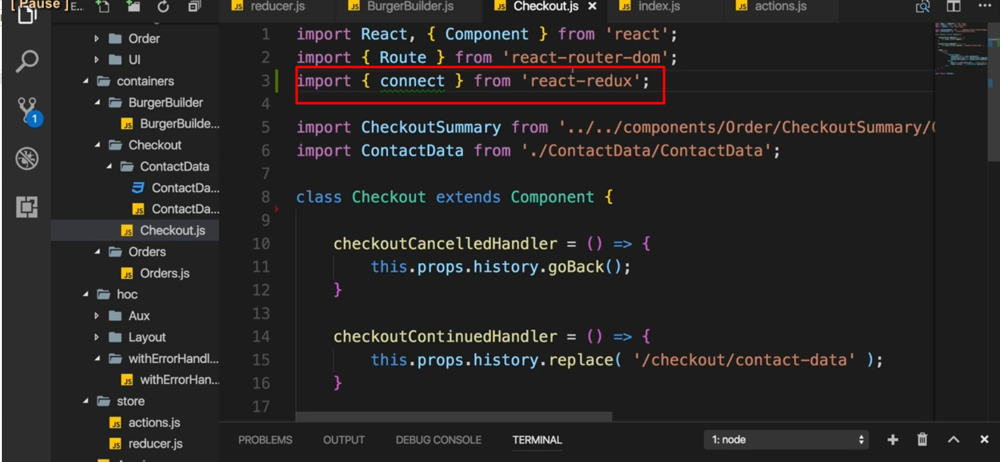 [ Pause ]
E...
reducer.js
BurgerBuilder.js
Checkout.js
index.js
actions.js
Order
UI
containers
BurgerBuilder
BurgerBuilde...
Checkout
ContactData
ContactDa...
ContactDa...
Checkout.js
Orders
Orders.js
hoc
Aux
Layout
withErrorHandl...
withErrorHan...
store
actions.js
reducer.js
1
1 import React, { Component } from 'react';
2 import { Route } from 'react-router-dom';
3 import { connect } from 'react-redux';
4
5 import CheckoutSummary from '../../components/Order/CheckoutSummary/
6 import ContactData from './ContactData/ContactData';
7
8 class Checkout extends Component {
9
10 checkoutCancelledHandler = () => {
11 this.props.history.goBack();
12 }
13
14 checkoutContinuedHandler = () => {
15 this.props.history.replace( '/checkout/contact-data' );
16 }
17
PROBLEMS
OUTPUT
DEBUG CONSOLE
TERMINAL
1: node